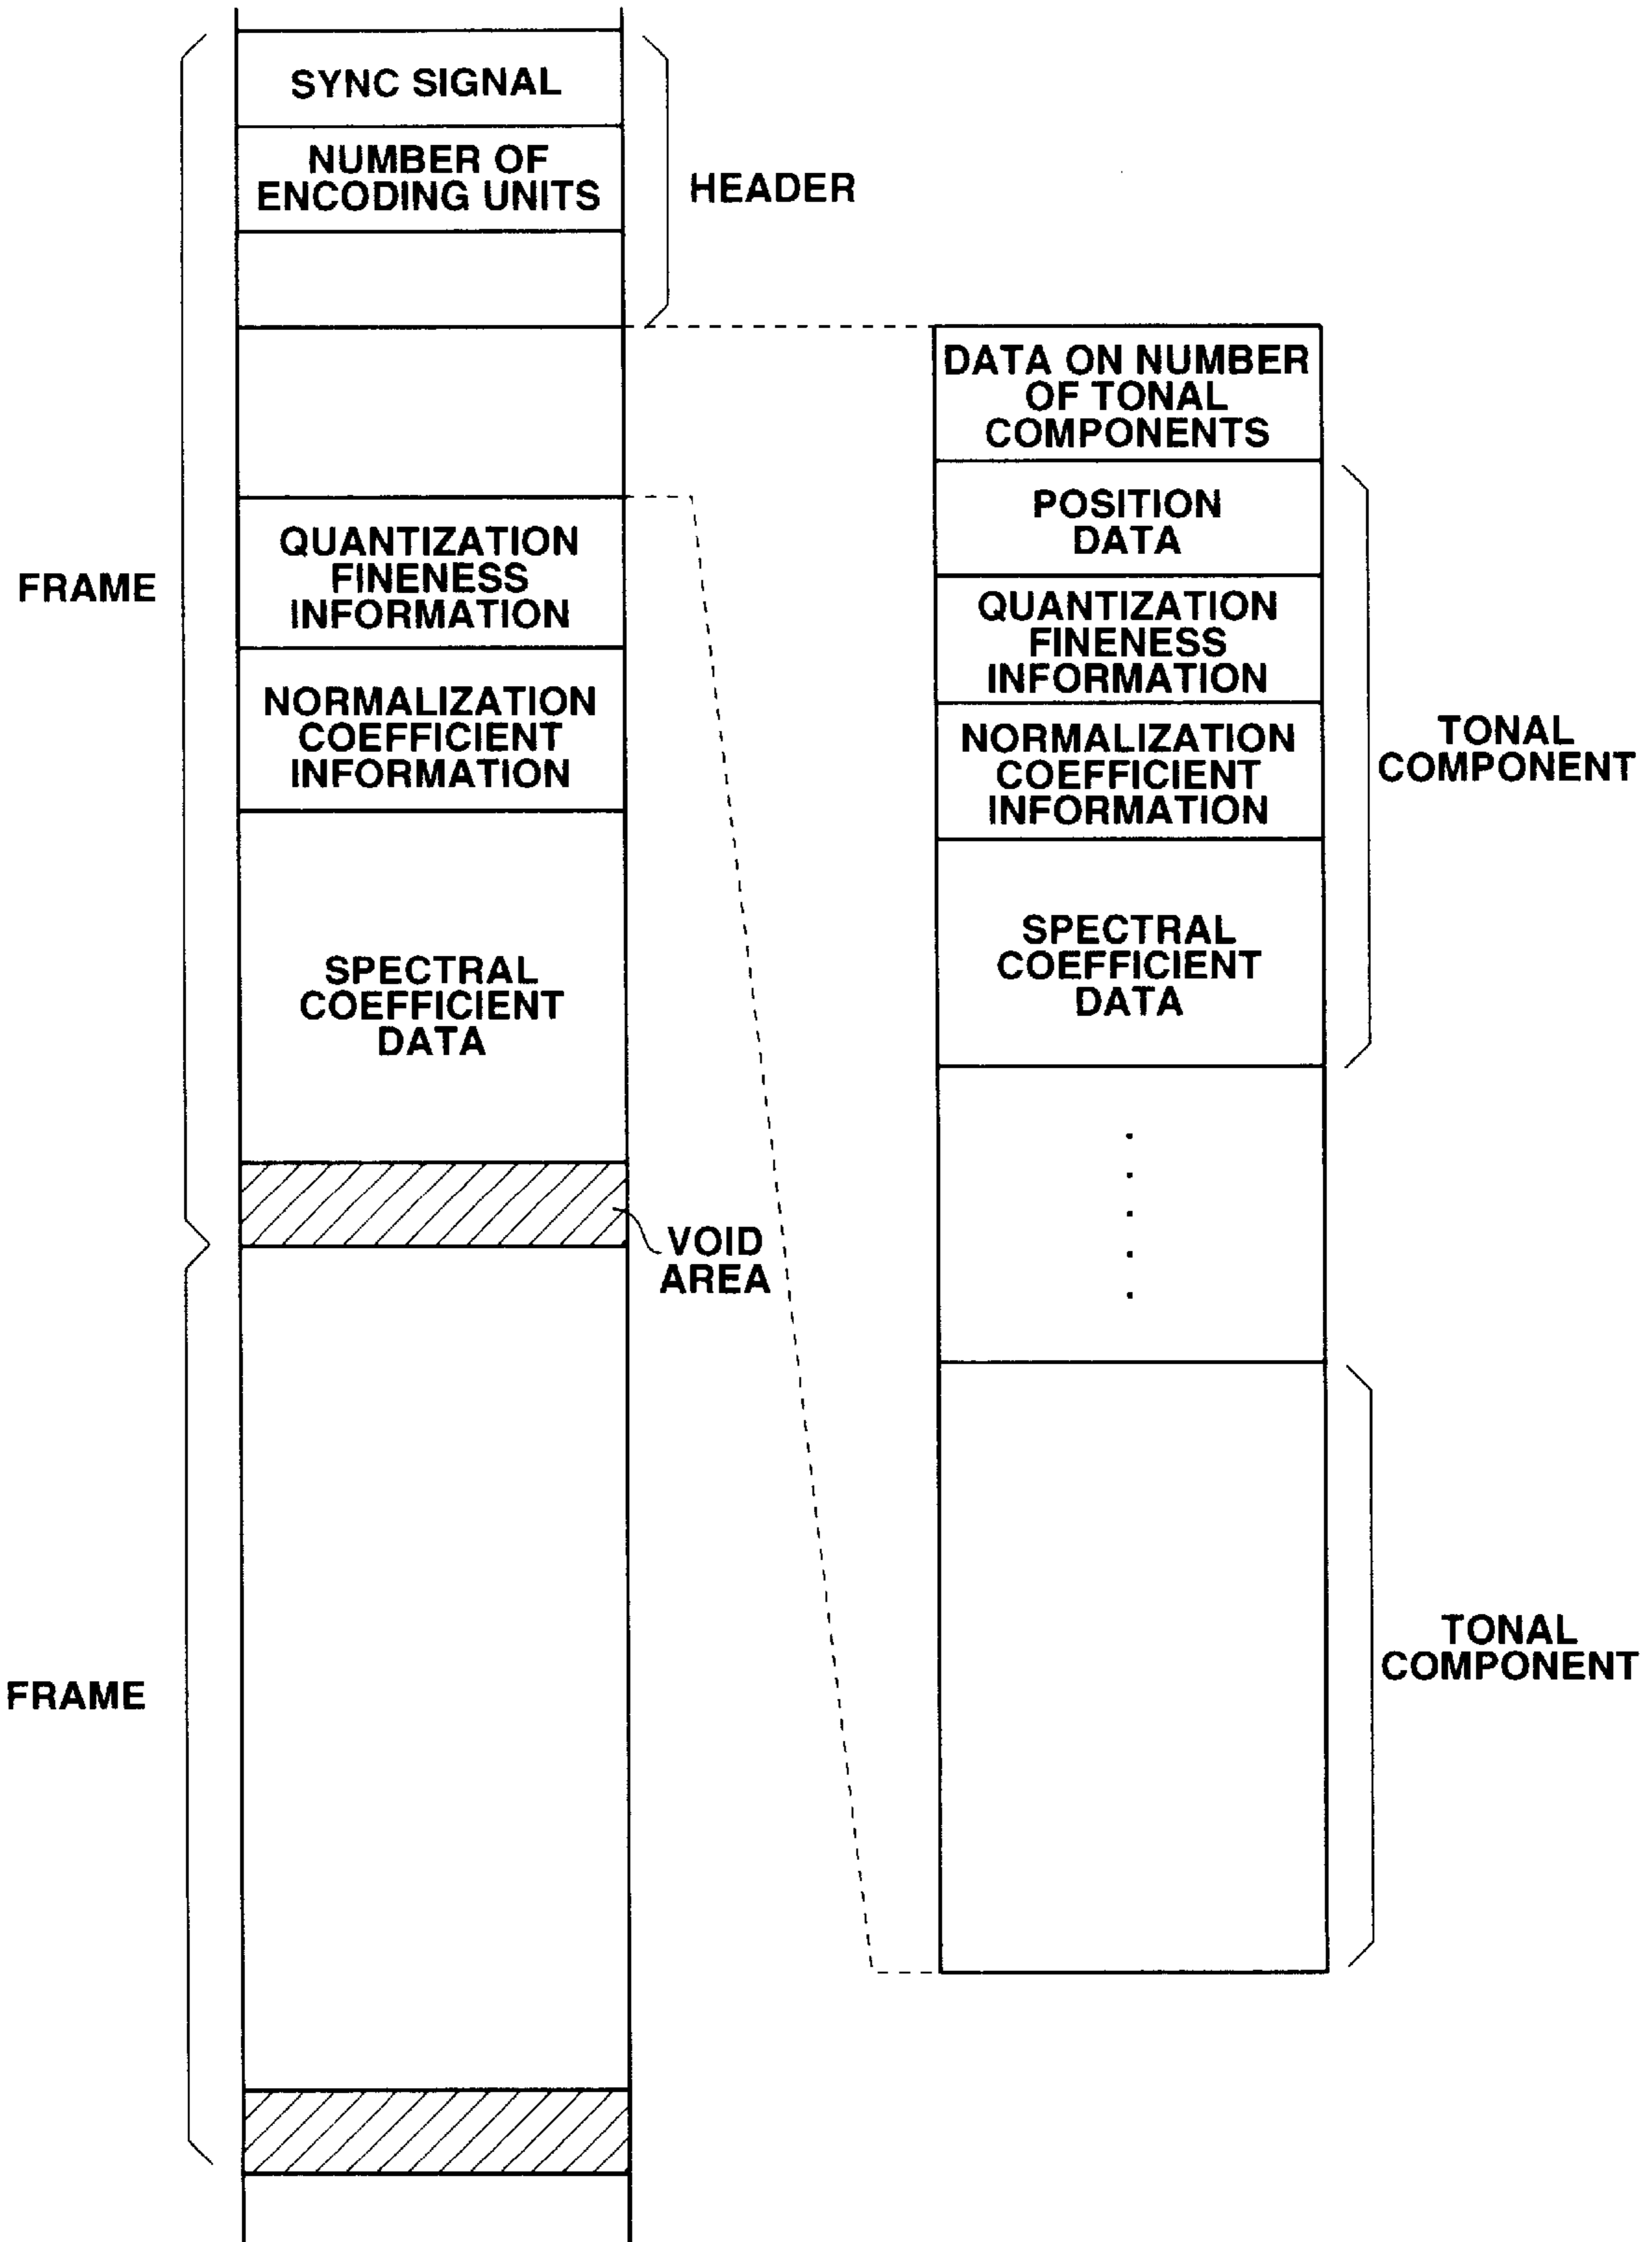 SYNC SIGNAL
NUMBER OF
ENCODING UNITS
HEADER
FRAME
QUANTIZATION
FINENESS
INFORMATION
NORMALIZATION
COEFFICIENT
INFORMATION
SPECTRAL
COEFFICIENT
DATA
VOID
AREA
FRAME
DATA ON NUMBER
OF TONAL
COMPONENTS
POSITION
DATA
QUANTIZATION
FINENESS
INFORMATION
NORMALIZATION
COEFFICIENT
INFORMATION
SPECTRAL
COEFFICIENT
DATA
TONAL
COMPONENT
TONAL
COMPONENT